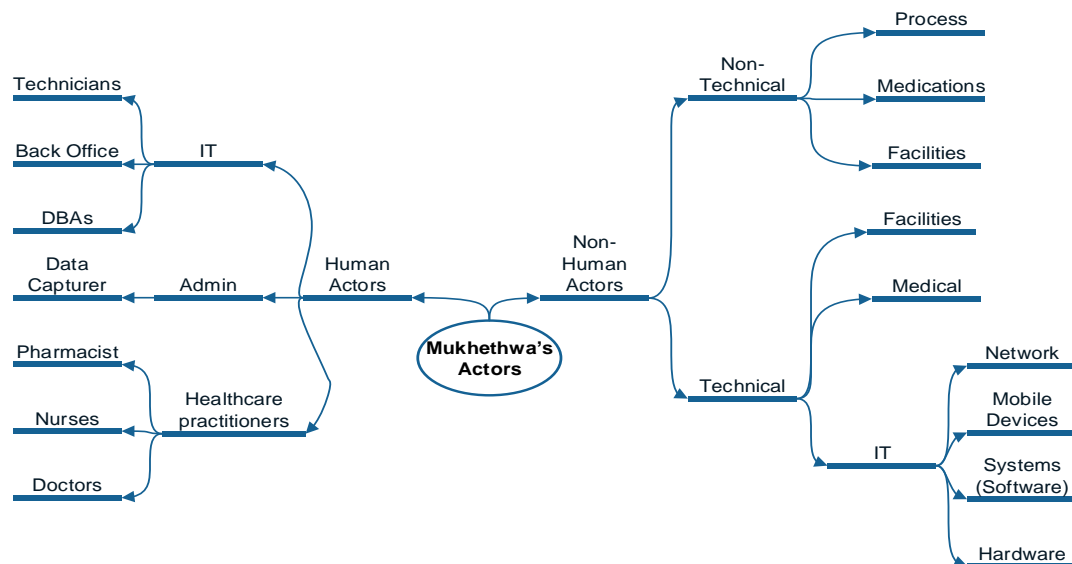 Technicians
Back Office
DBAs
IT
Data
Capturer
Admin
Human
Actors
Pharmacist
Nurses
Doctors
Healthcare
practitioners
Mukhethwa's
Actors
Non-
Human
Actors
Non-
Technical
Process
Medications
Facilities
Technical
Facilities
Medical
IT
Network
Mobile
Devices
Systems
(Software)
Hardware